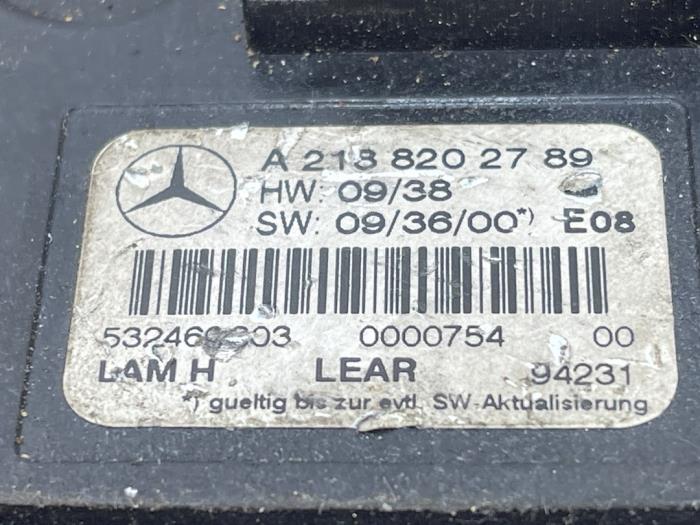 A 218 820 27 89
HW: 09/38
SW: 09/36/00*) E08
0000754 00
LAM H LEAR 94231
*) gueltig bis zur evtl. SW-Aktualisierung